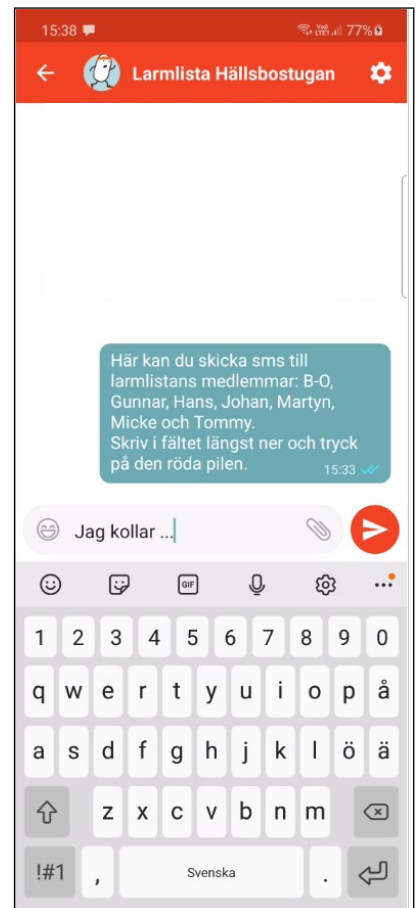 15:38 77%
Larmlista Hällsbostugan
Här kan du skicka sms till
larmlistans medlemmar: B-O,
Gunnar, Hans, Johan, Martyn,
Micke och Tommy.
Skriv i fältet längst ner och tryck
på den röda pilen.
15:33
Jag kollar ...
GIF
1 2 3 4 5 6 7 8 9 0
q w e r t y u i o p å
a s d f g h j k l ö ä
z x c v b n m
!#1 , Svenska .